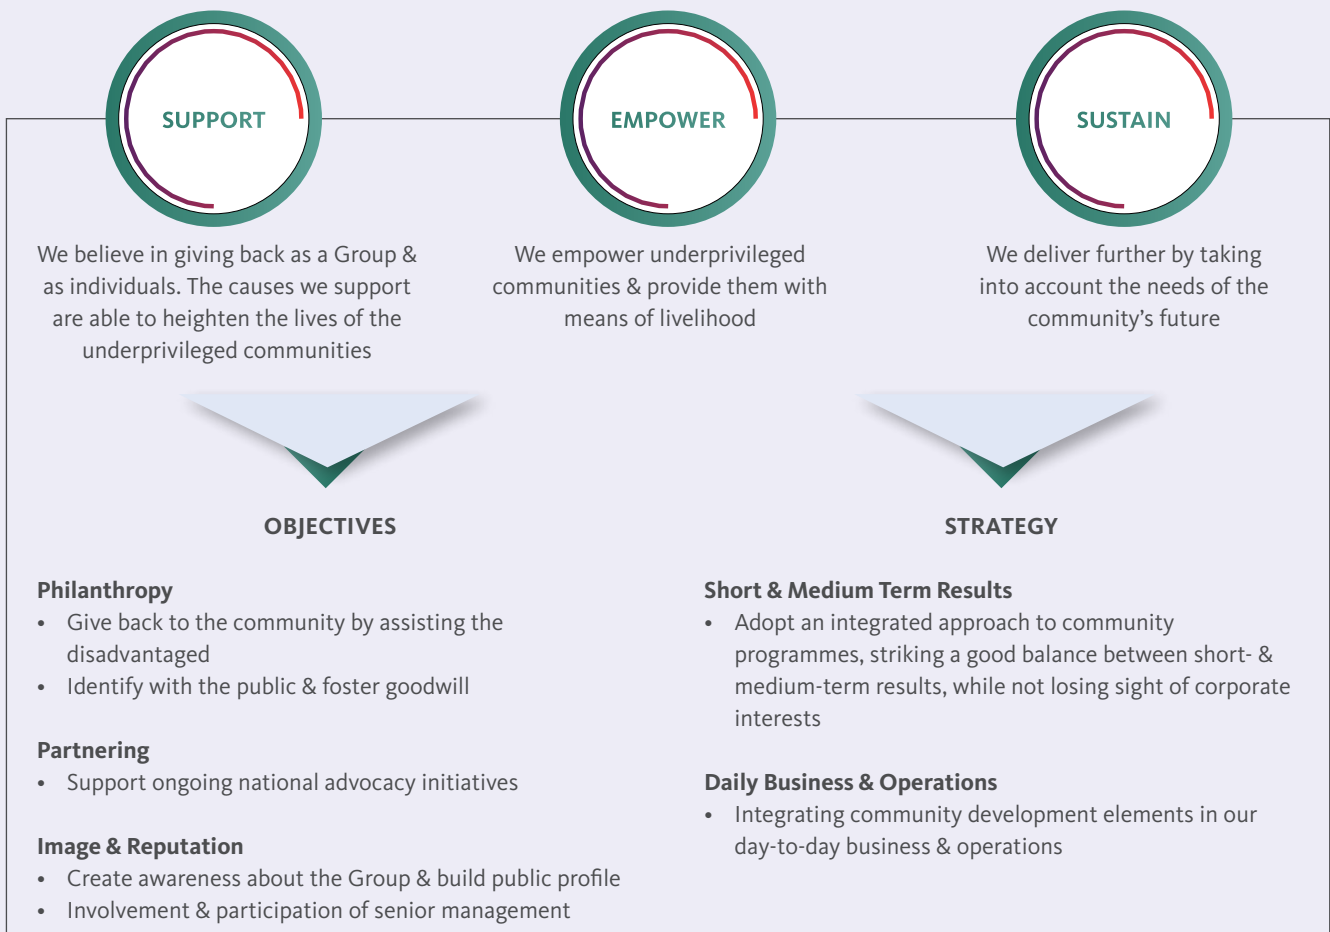 SUPPORT
We believe in giving back as a Group &
as individuals. The causes we support
are able to heighten the lives of the
underprivileged communities
EMPOWER
We empower underprivileged
communities & provide them with
means of livelihood
SUSTAIN
We deliver further by taking
into account the needs of the
community’s future
OBJECTIVES
Philanthropy
• Give back to the community by assisting the
disadvantaged
• Identify with the public & foster goodwill
Partnering
• Support ongoing national advocacy initiatives
Image & Reputation
• Create awareness about the Group & build public profile
• Involvement & participation of senior management
STRATEGY
Short & Medium Term Results
• Adopt an integrated approach to community
programmes, striking a good balance between short- &
medium-term results, while not losing sight of corporate
interests
Daily Business & Operations
• Integrating community development elements in our
day-to-day business & operations